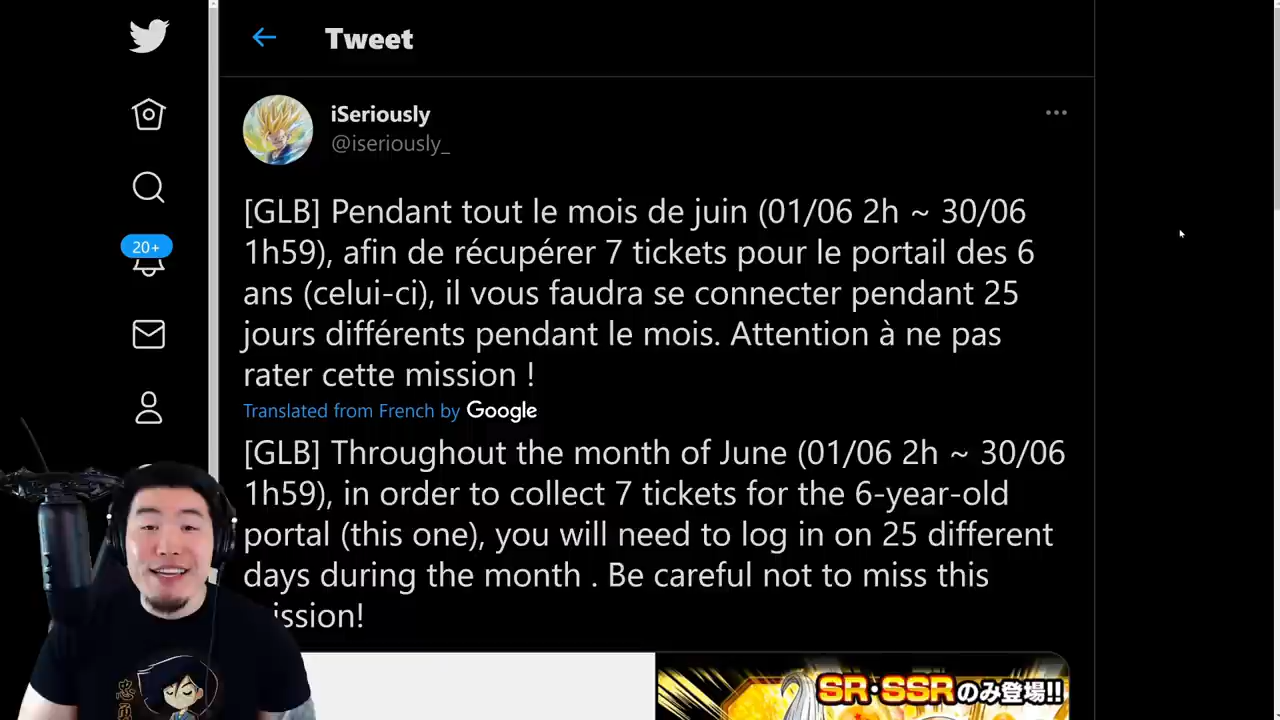 Tweet
iSeriously
@iseriously_
20+
[GLB] Pendant tout le mois de juin (01/06 2h ~ 30/06
1h59), afin de récupérer 7 tickets pour le portail des 6
ans (celui-ci), il vous faudra se connecter pendant 25
jours différents pendant le mois. Attention à ne pas
rater cette mission !
Translated from French by Google
[GLB] Throughout the month of June (01/06 2h ~ 30/06
1h59), in order to collect 7 tickets for the 6-year-old
portal (this one), you will need to log in on 25 different
days during the month . Be careful not to miss this
ission!
SR・SSRのみ登場!!
忠
勇